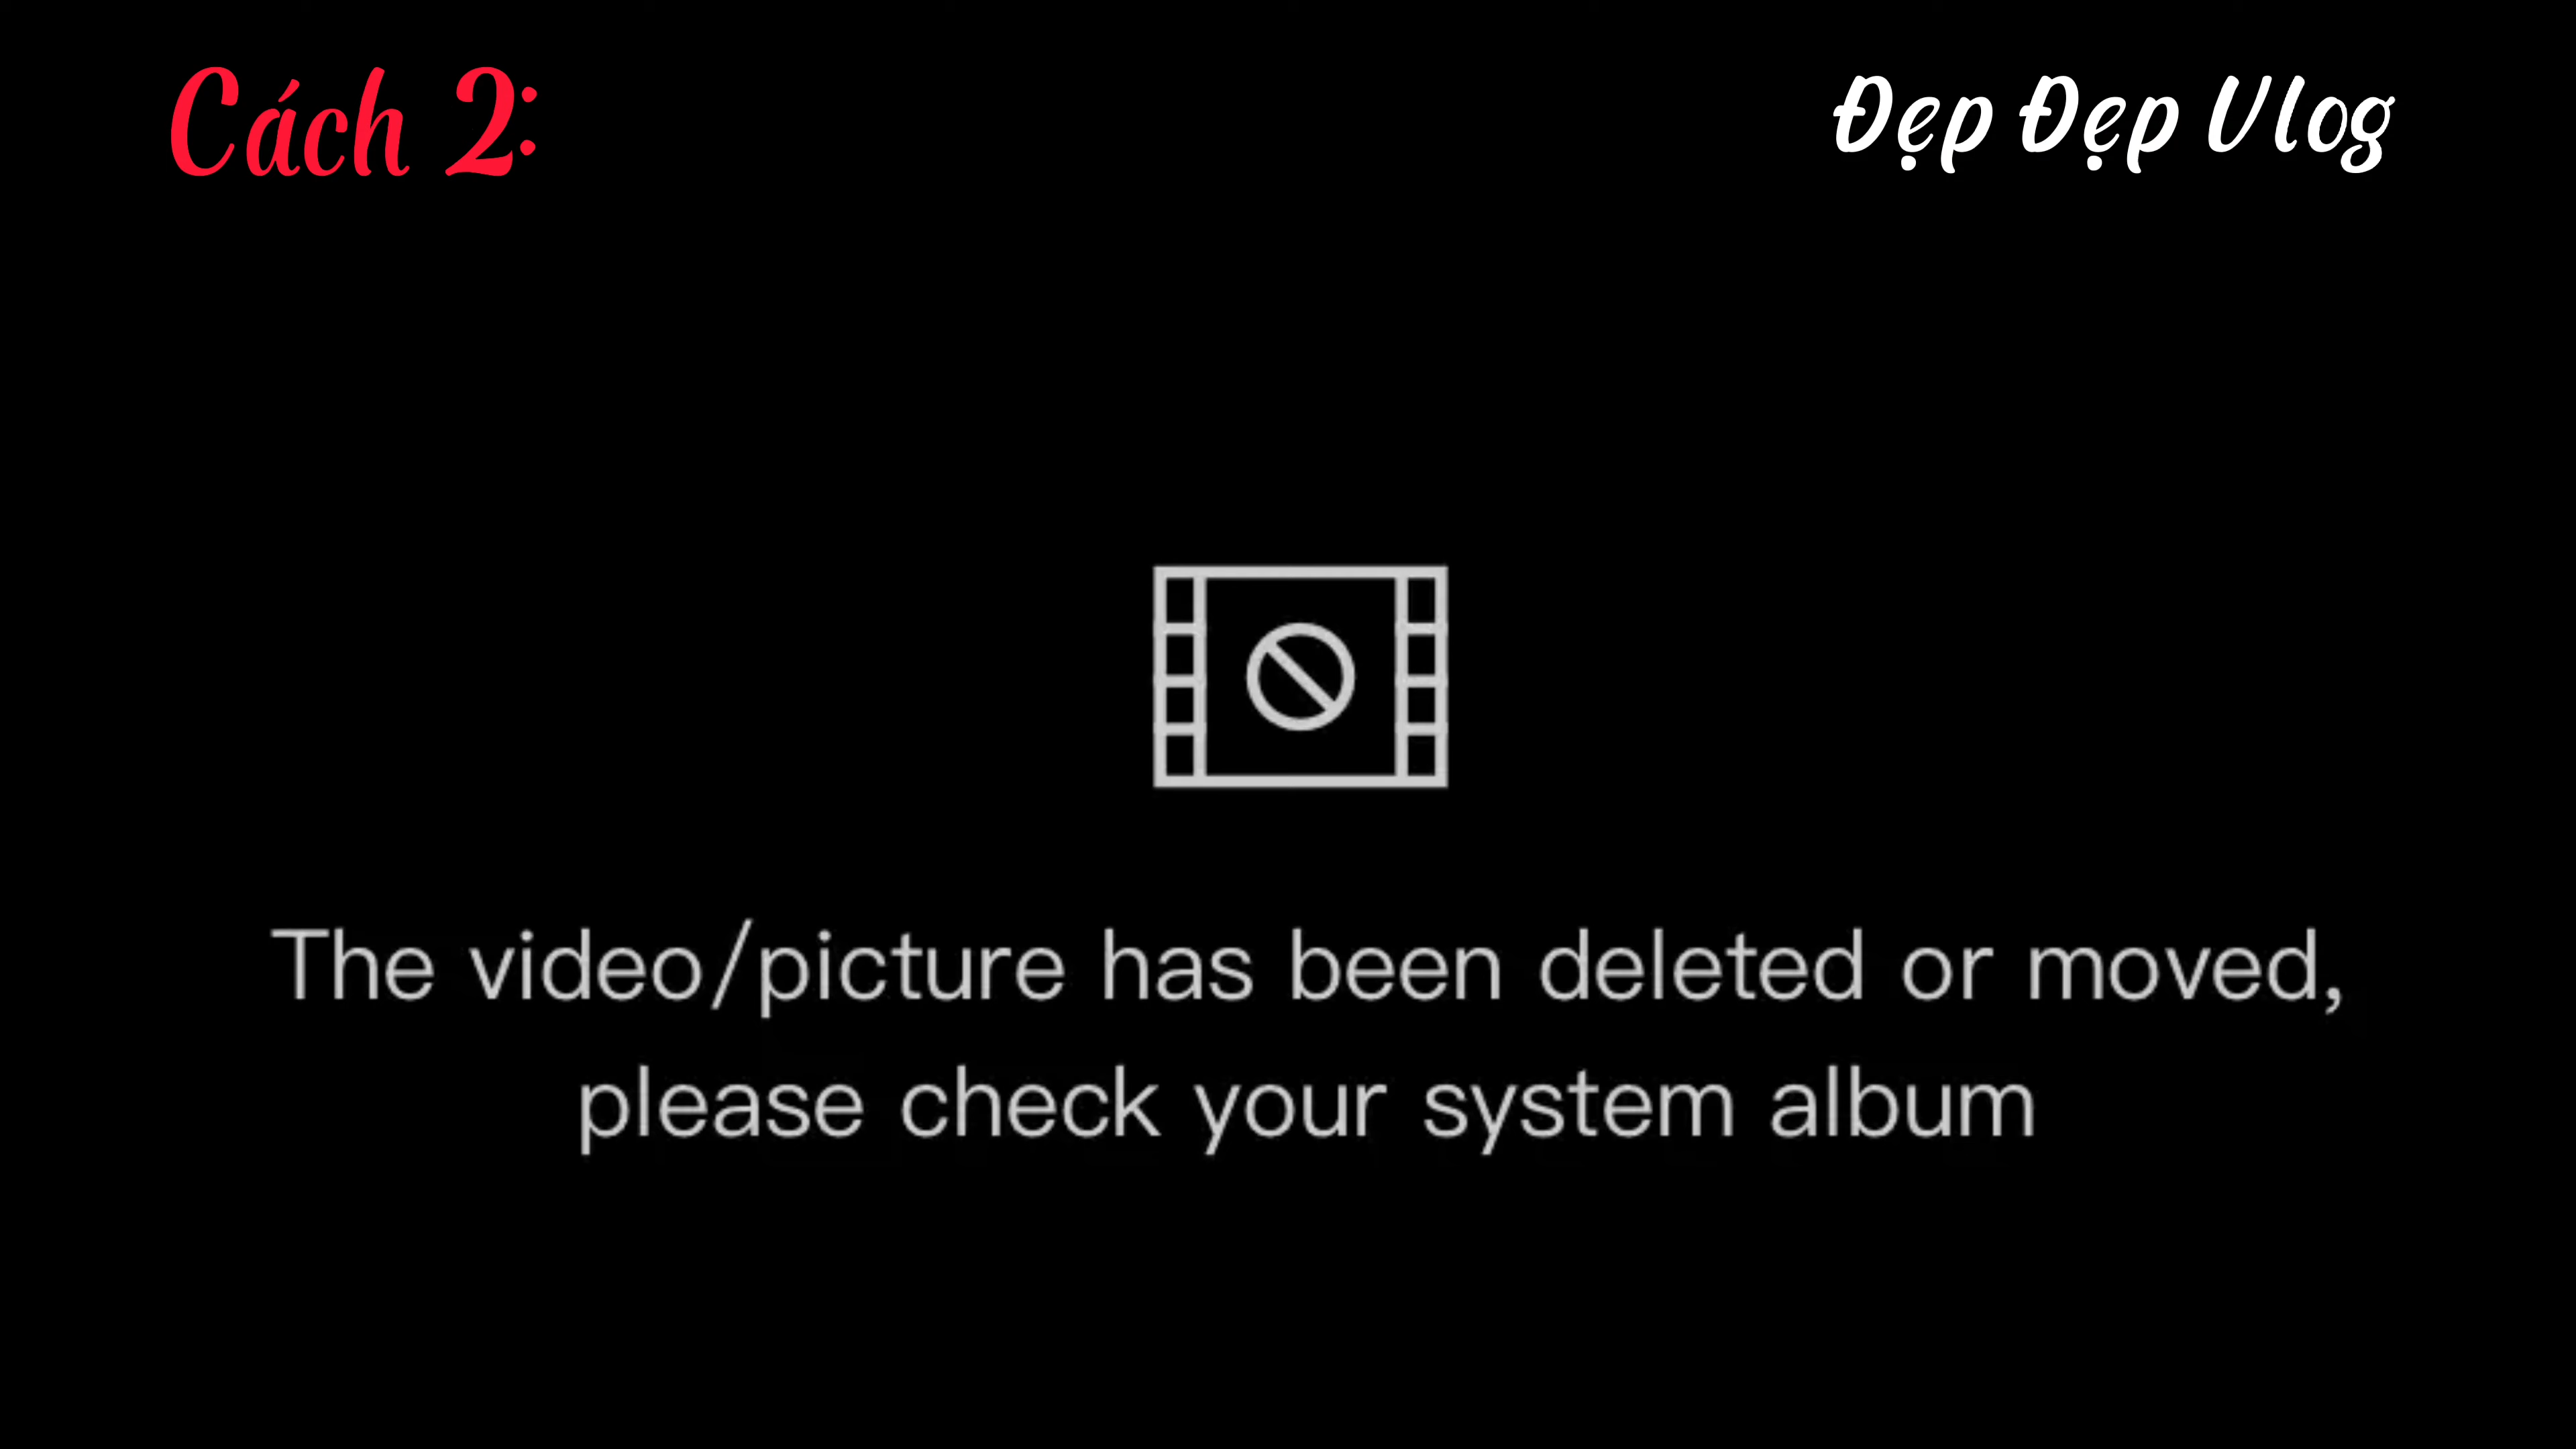 Cách 2:
Đẹp Đẹp Vlog
The video/picture has been deleted or moved,
please check your system album